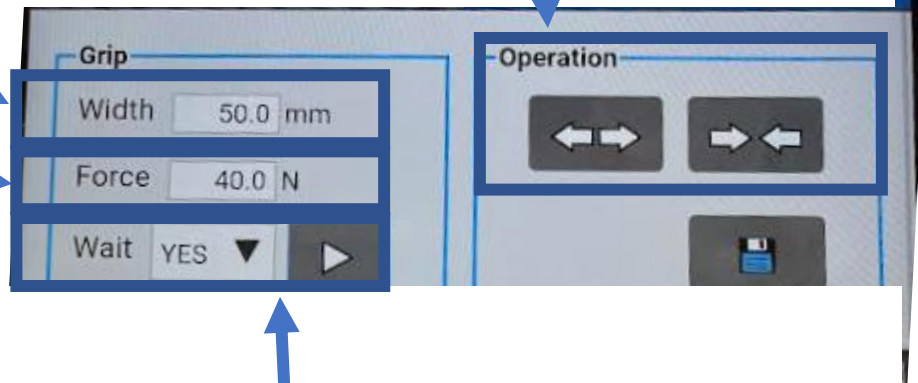 Grip
Width 50.0 mm
Force 40.0 N
Wait YES
Operation